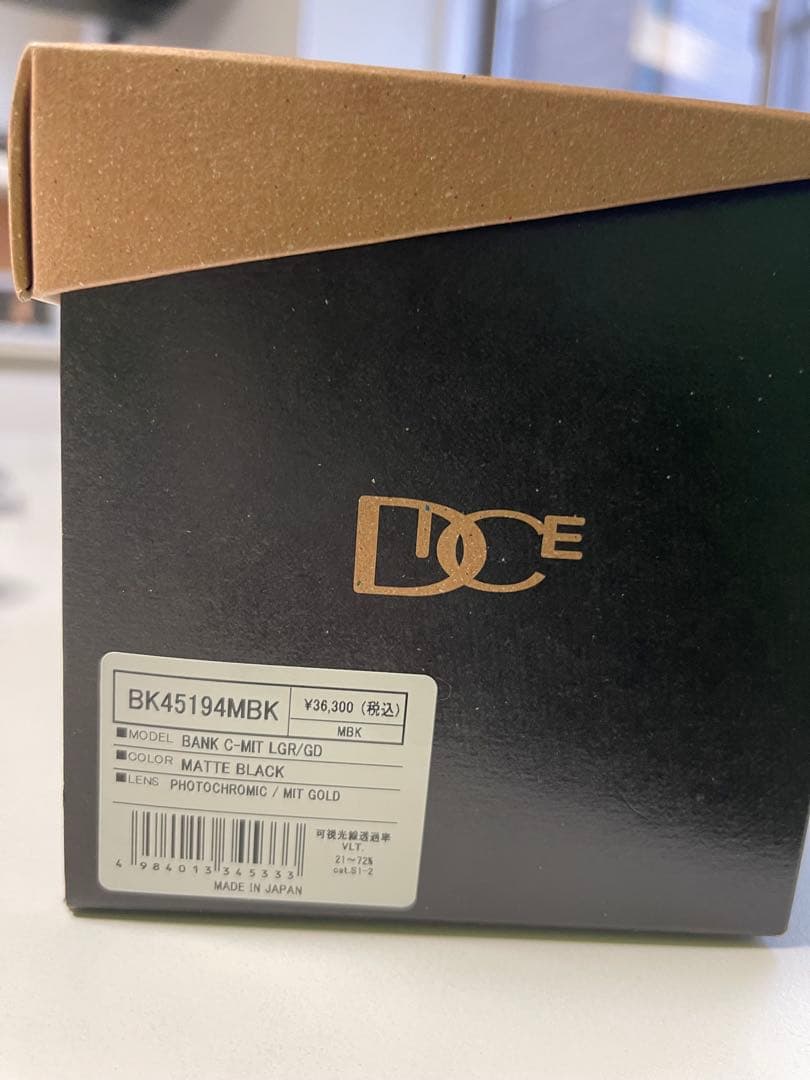 DICE
BK45194MBK
¥36,300 (税込)
MBK
■MODEL BANK C-MIT LGR/GD
■COLOR MATTE BLACK
■LENS PHOTOCHROMIC / MIT GOLD
可視光線透過率
VLT.
21～72%
cat.S1-2
4 984013 345333
MADE IN JAPAN